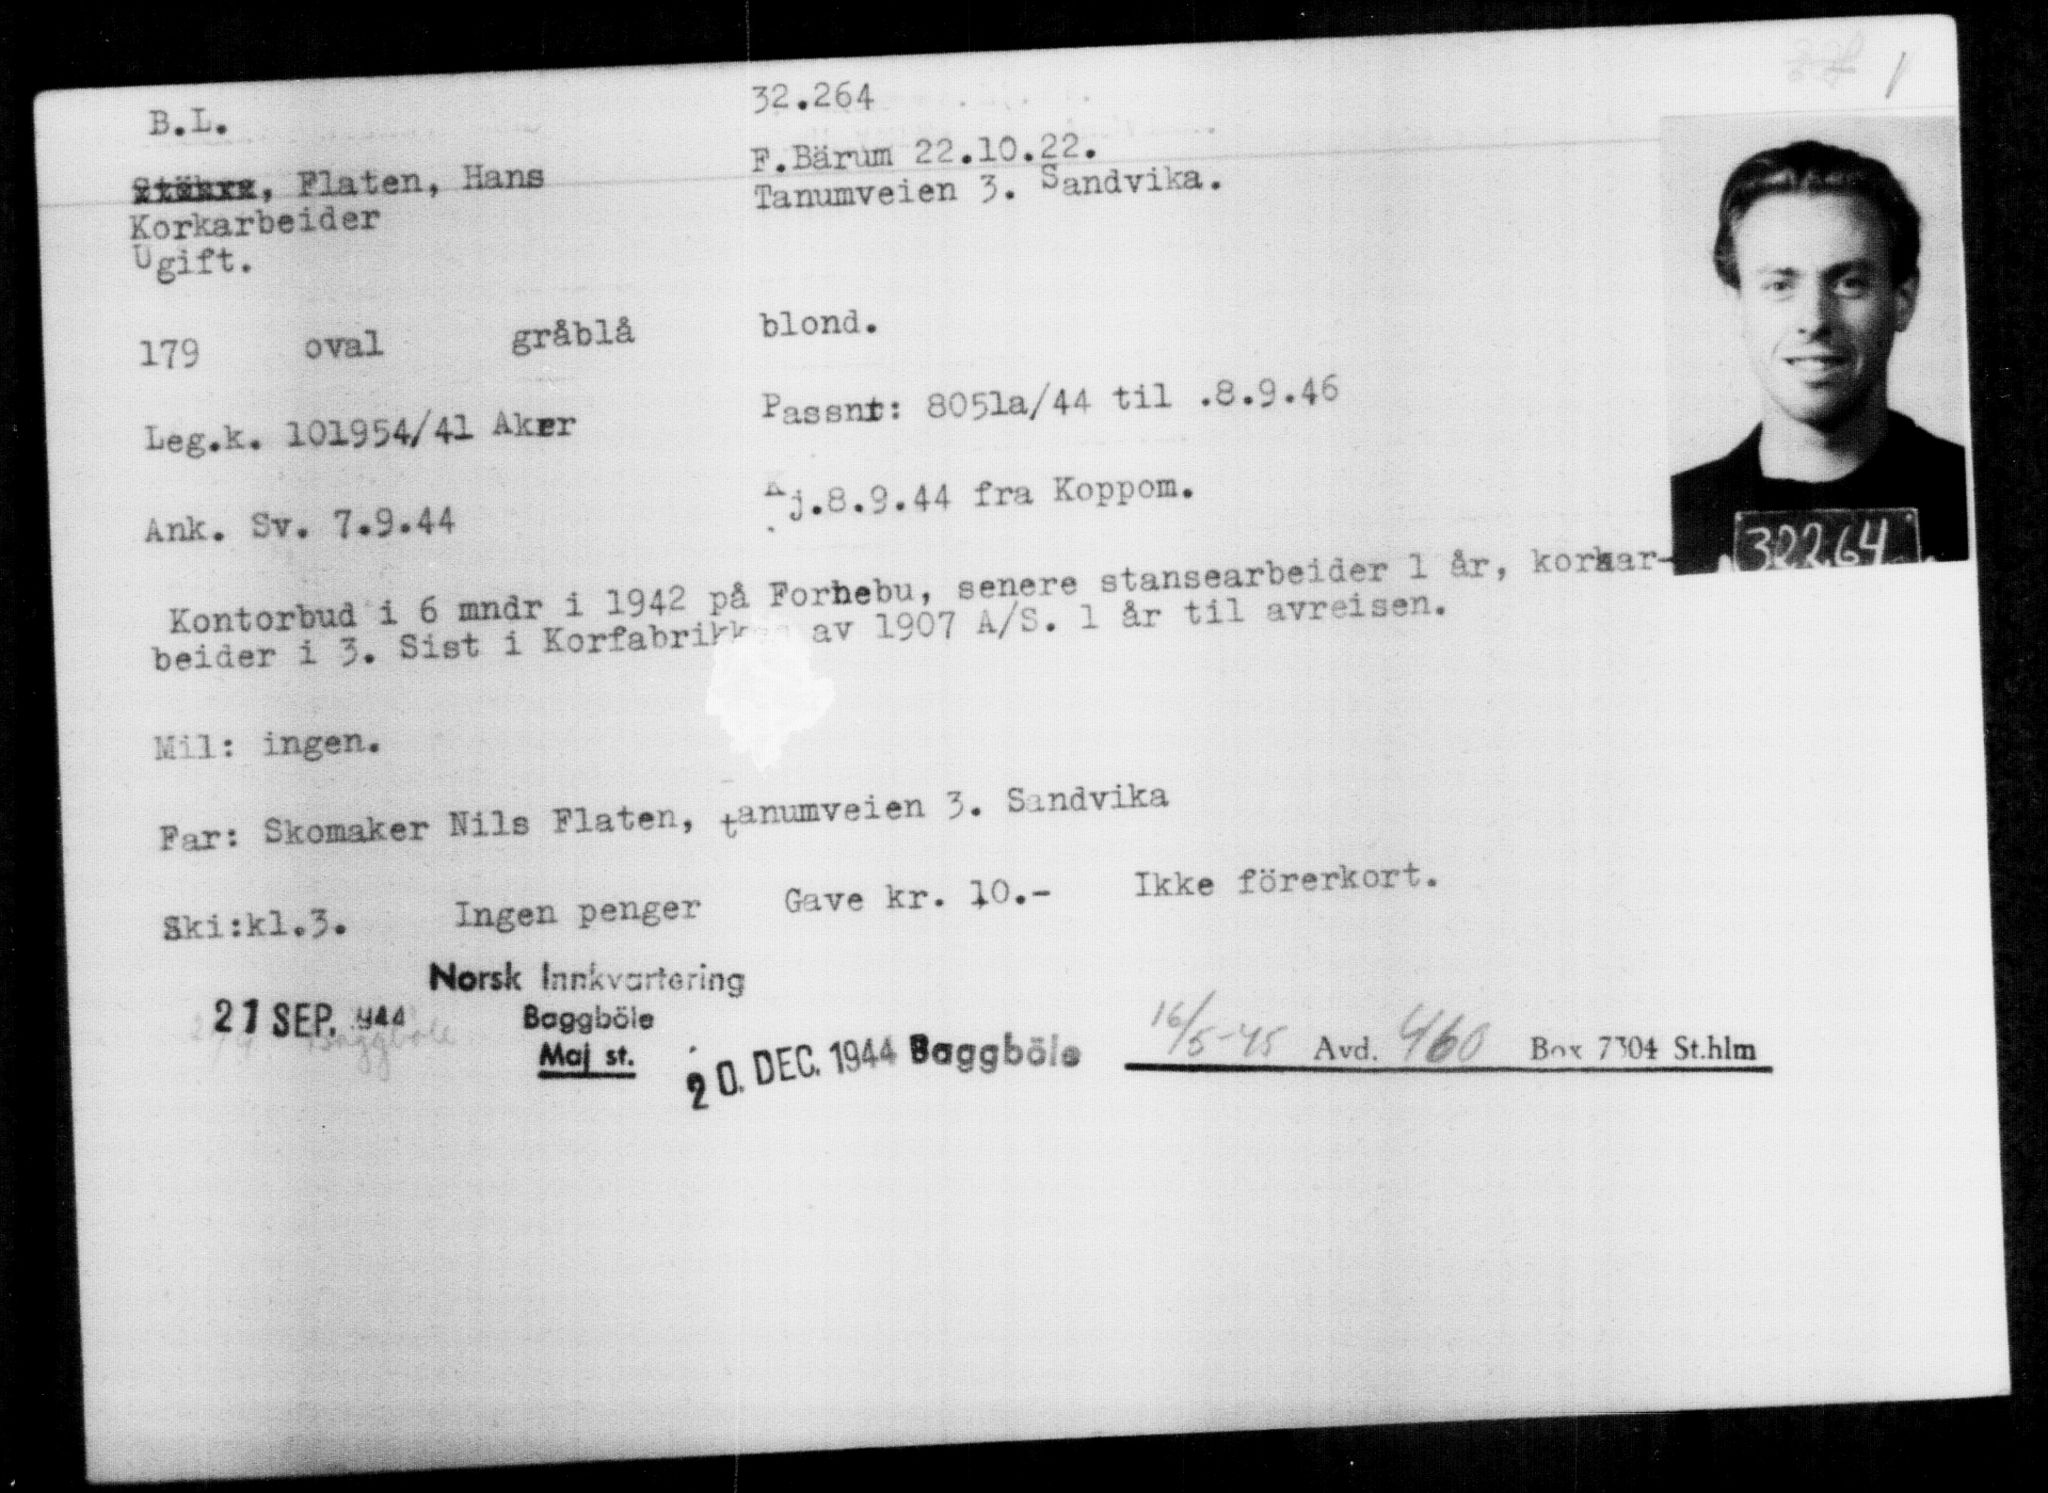 1
B.L.
32.264
Flaten, Hans
F.Bärum 22.10.22.
Korkarbeider
Tanumveien 3. Sandvika.
Ugift.
179 oval gråblå blond.
Leg.k. 101954/41 Aker
Passnr: 8051a/44 til .8.9.46
Ank. Sv. 7.9.44
Kj.8.9.44 fra Koppom.
32264
Kontorbud i 6 mndr i 1942 på Fornebu, senere stansearbeider 1 år, korkar-
beider i 3. Sist i Korfabrikken av 1907 A/S. 1 år til avreisen.
Mil: ingen.
Far: Skomaker Nils Flaten, tanumveien 3. Sandvika
Ski:kl.3. Ingen penger Gave kr. 10.- Ikke förerkort.
Norsk Innkvartering
21 SEP. 1944 Baggböle
Maj st.
20. DEC. 1944 Baggböle
16/5-45 Avd. 460 Box 7304 St.hlm